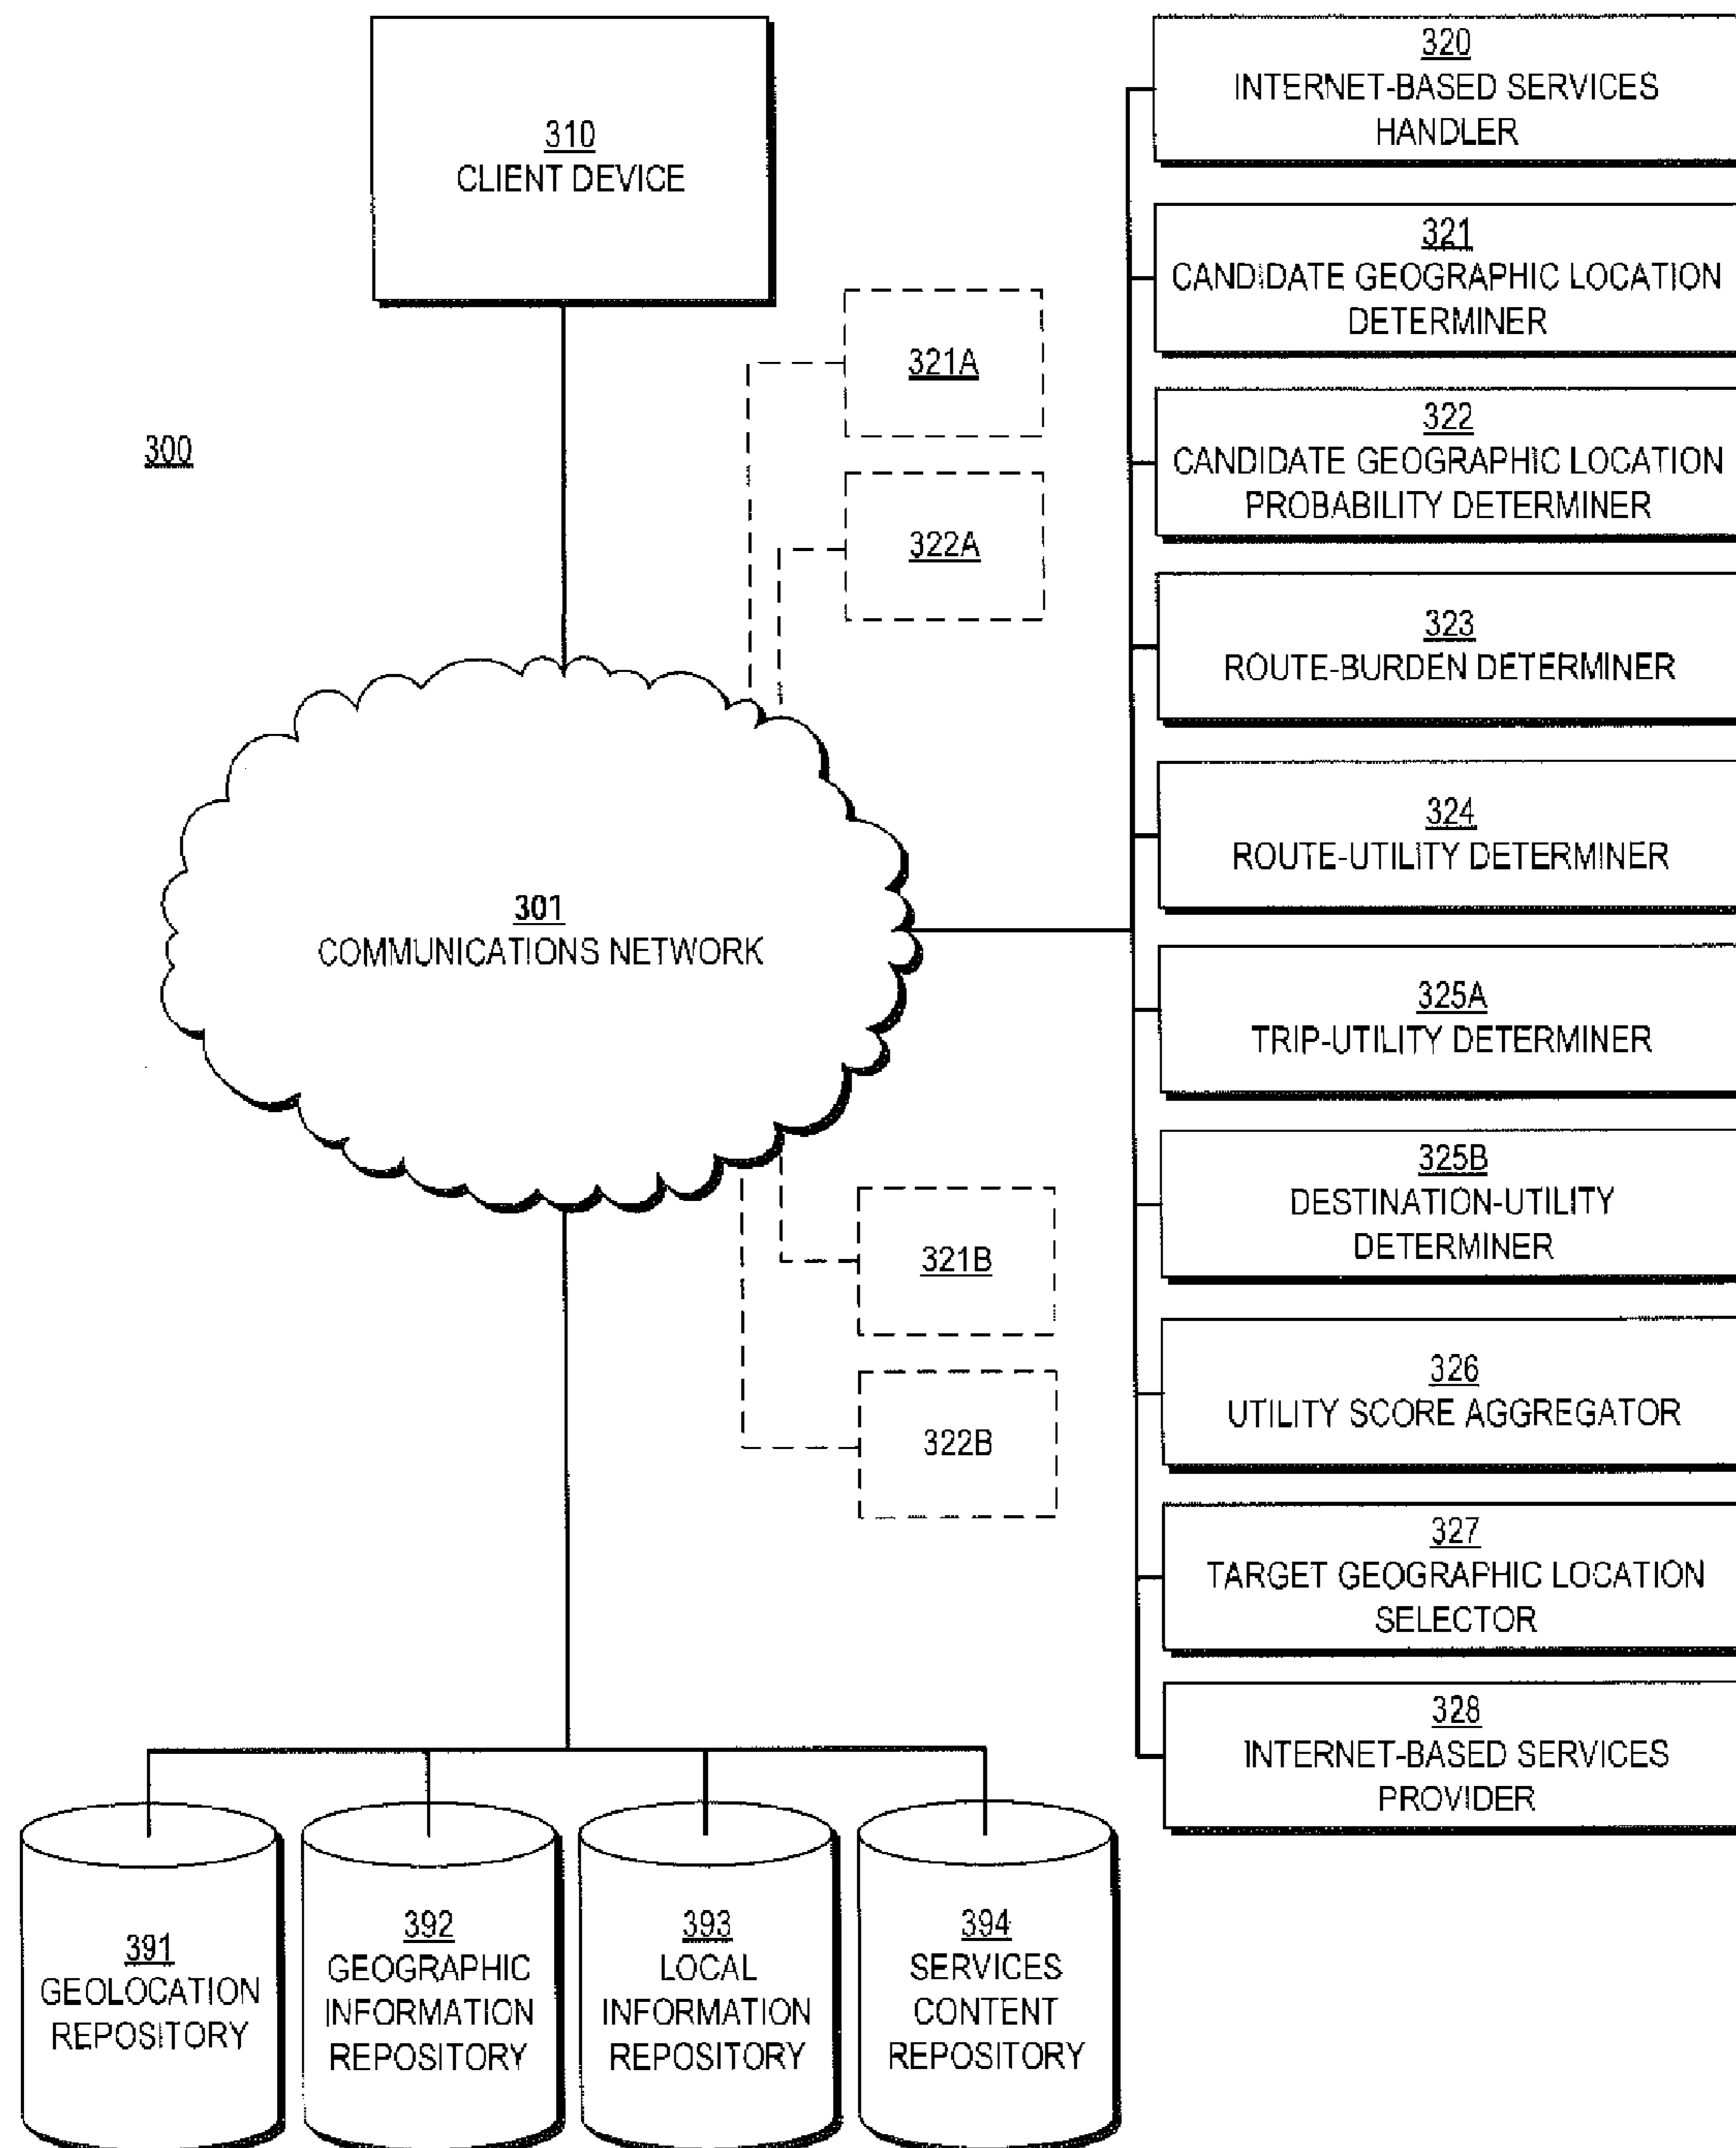 310
CLIENT DEVICE
300
321A
322A
301
COMMUNICATIONS NETWORK
321B
322B
320
INTERNET-BASED SERVICES
HANDLER
321
CANDIDATE GEOGRAPHIC LOCATION
DETERMINER
322
CANDIDATE GEOGRAPHIC LOCATION
PROBABILITY DETERMINER
323
ROUTE-BURDEN DETERMINER
324
ROUTE-UTILITY DETERMINER
325A
TRIP-UTILITY DETERMINER
325B
DESTINATION-UTILITY
DETERMINER
326
UTILITY SCORE AGGREGATOR
327
TARGET GEOGRAPHIC LOCATION
SELECTOR
328
INTERNET-BASED SERVICES
PROVIDER
391
GEOLOCATION
REPOSITORY
392
GEOGRAPHIC
INFORMATION
REPOSITORY
393
LOCAL
INFORMATION
REPOSITORY
394
SERVICES
CONTENT
REPOSITORY